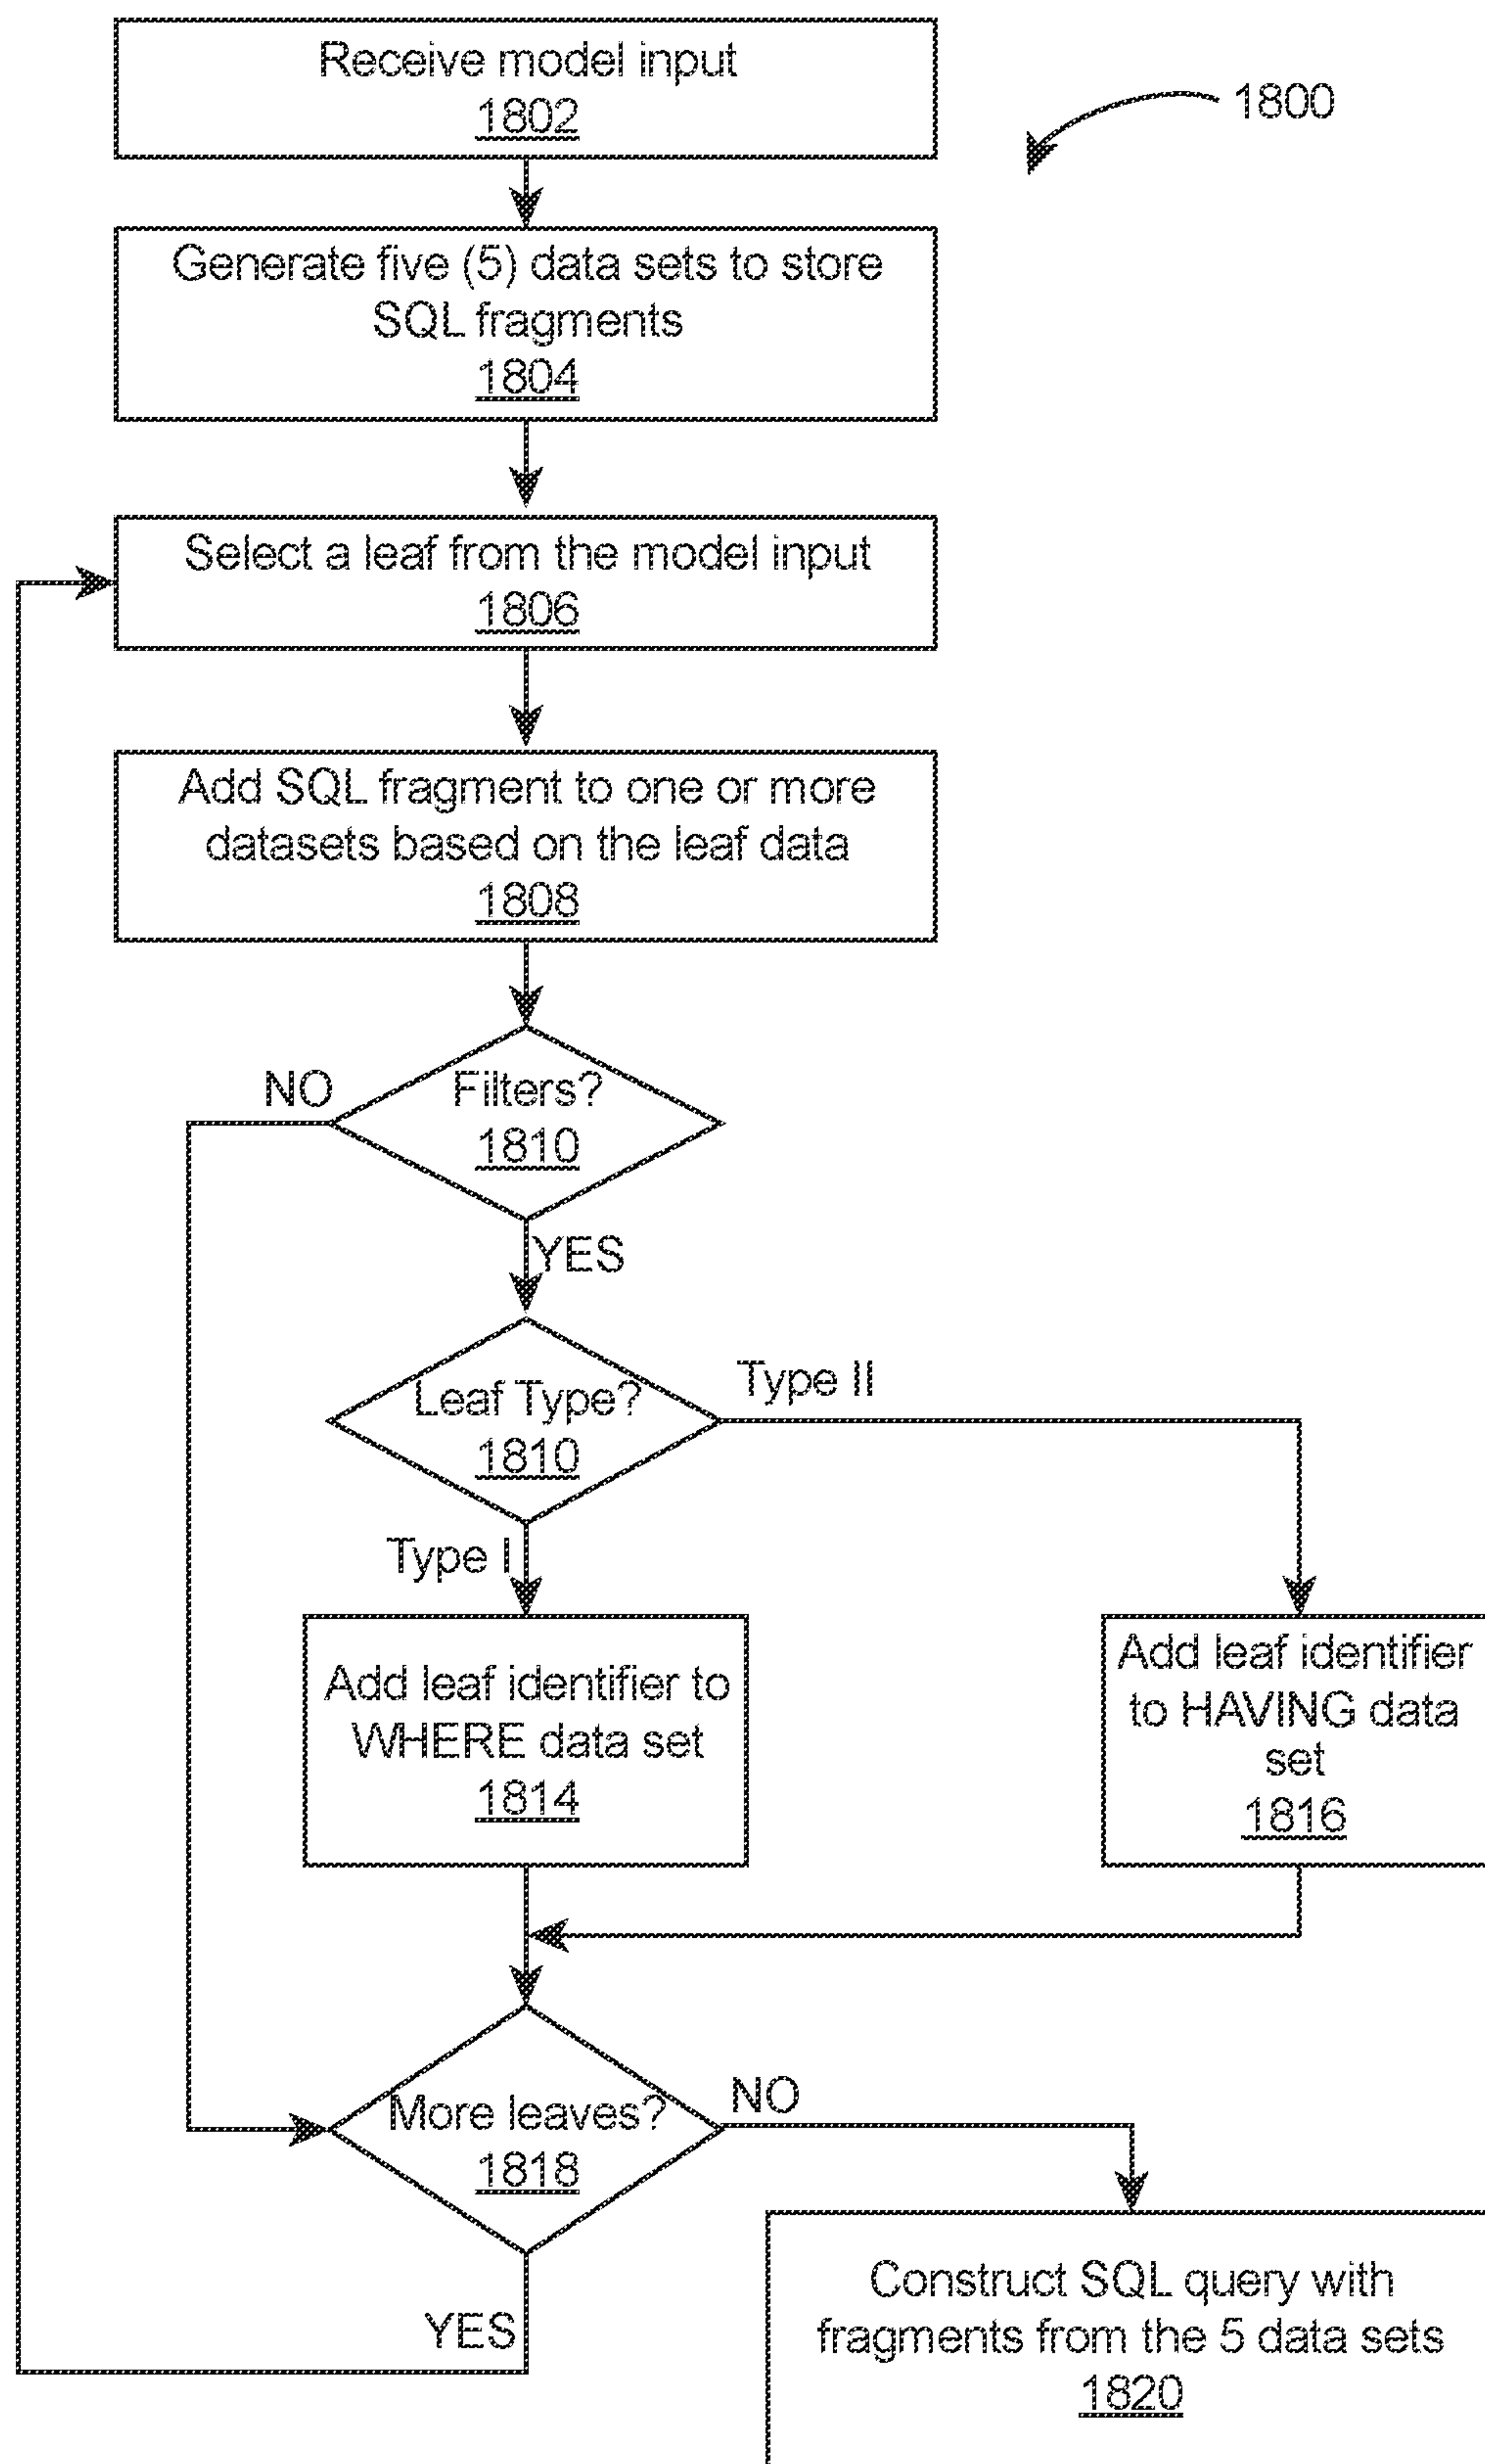 Receive model input
1802
1800
Generate five (5) data sets to store
SQL fragments
1804
Select a leaf from the model input
1806
Add SQL fragment to one or more
datasets based on the leaf data
1808
NO
Filters?
1810
YES
Leaf Type?
1810
Type II
Type I
Add leaf identifier to
WHERE data set
1814
Add leaf identifier
to HAVING data
set
1816
More leaves?
1818
NO
YES
Construct SQL query with
fragments from the 5 data sets
1820